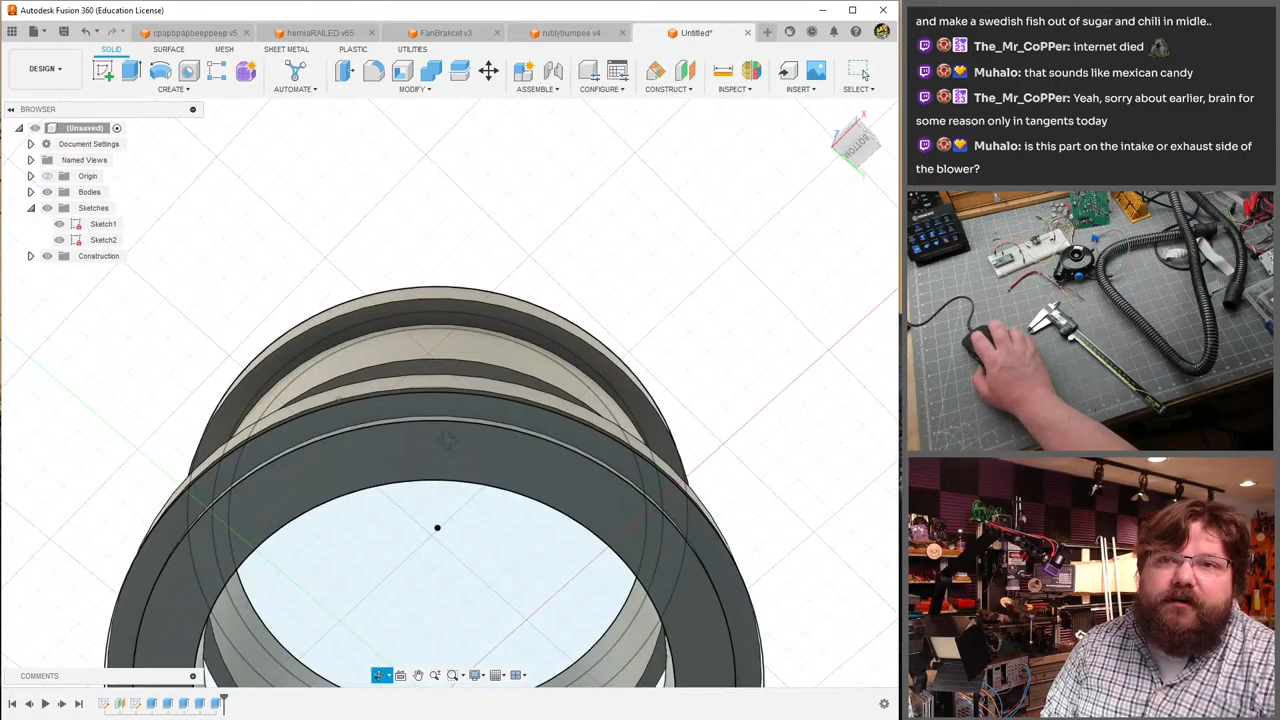 Autodesk Fusion 360 (Education License)
cpapbpapbeeppeep v5
herniaRAILED v65
FanBrakcet v3
rublybumpee v4
Untitled*
DESIGN
SOLID
SURFACE
MESH
SHEET METAL
PLASTIC
UTILITIES
CREATE
AUTOMATE
MODIFY
ASSEMBLE
CONFIGURE
CONSTRUCT
INSPECT
INSERT
SELECT
BROWSER
(Unsaved)
Document Settings
Named Views
Origin
Bodies
Sketches
Sketch1
Sketch2
Construction
BOTTOM
X
Z
COMMENTS
and make a swedish fish out of sugar and chili in midle..
The_Mr_CoPPer: internet died
Muhalo: that sounds like mexican candy
The_Mr_CoPPer: Yeah, sorry about earlier, brain for
some reason only in tangents today
Muhalo: is this part on the intake or exhaust side of
the blower?